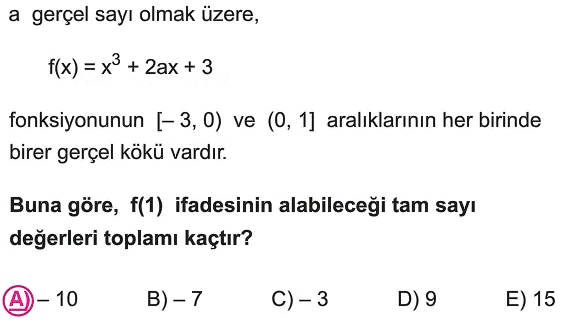 a gerçel sayı olmak üzere,
f(x) = x³ + 2ax + 3
fonksiyonunun [– 3, 0) ve (0, 1] aralıklarının her birinde
birer gerçel kökü vardır.
Buna göre, f(1) ifadesinin alabileceği tam sayı
değerleri toplamı kaçtır?
A) – 10 B) – 7 C) – 3 D) 9 E) 15